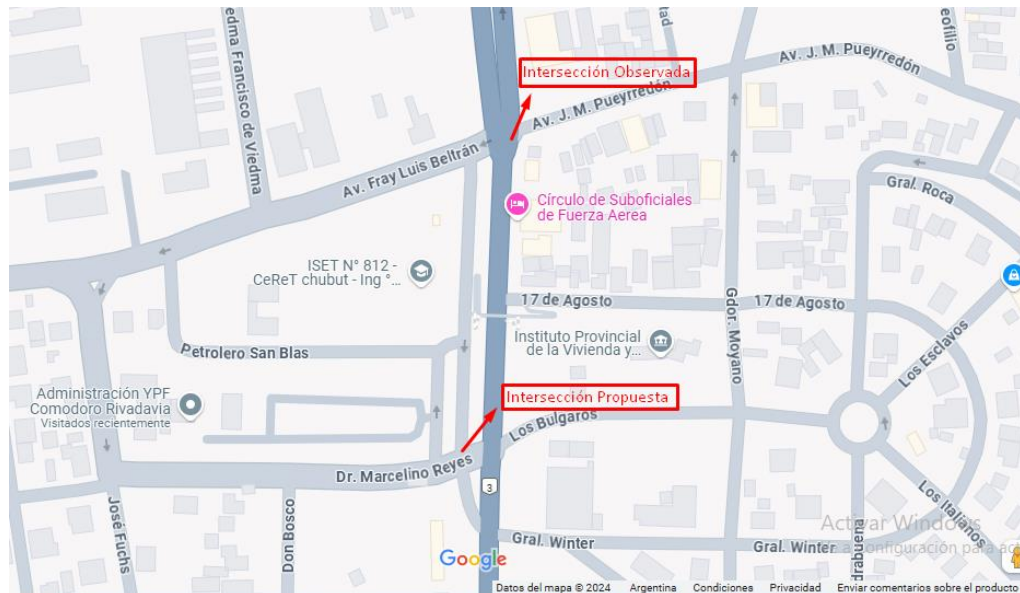 edma Francisco de Viedma
tad
eofilio
Intersección Observada
Av. J. M. Pueyrredón
Av. J. M. Pueyrredón
Av. Fray Luis Beltrán
Gral. Roca
Círculo de Suboficiales
de Fuerza Aerea
ISET N° 812 -
CeReT chubut - Ing °...
17 de Agosto
17 de Agosto
Gdor. Moyano
Los Esclavos
Instituto Provincial
de la Vivienda y...
Petrolero San Blas
Administración YPF
Comodoro Rivadavia
Visitados recientemente
Intersección Propuesta
Los Bulgaros
Dr. Marcelino Reyes
3
José Fuchs
Don Bosco
Los Italianos
Activar Windows
a configuración para act
Gral. Winter
Gral. Winter
drabuena
Google
Datos del mapa © 2024 Argentina Condiciones Privacidad Enviar comentarios sobre el producto